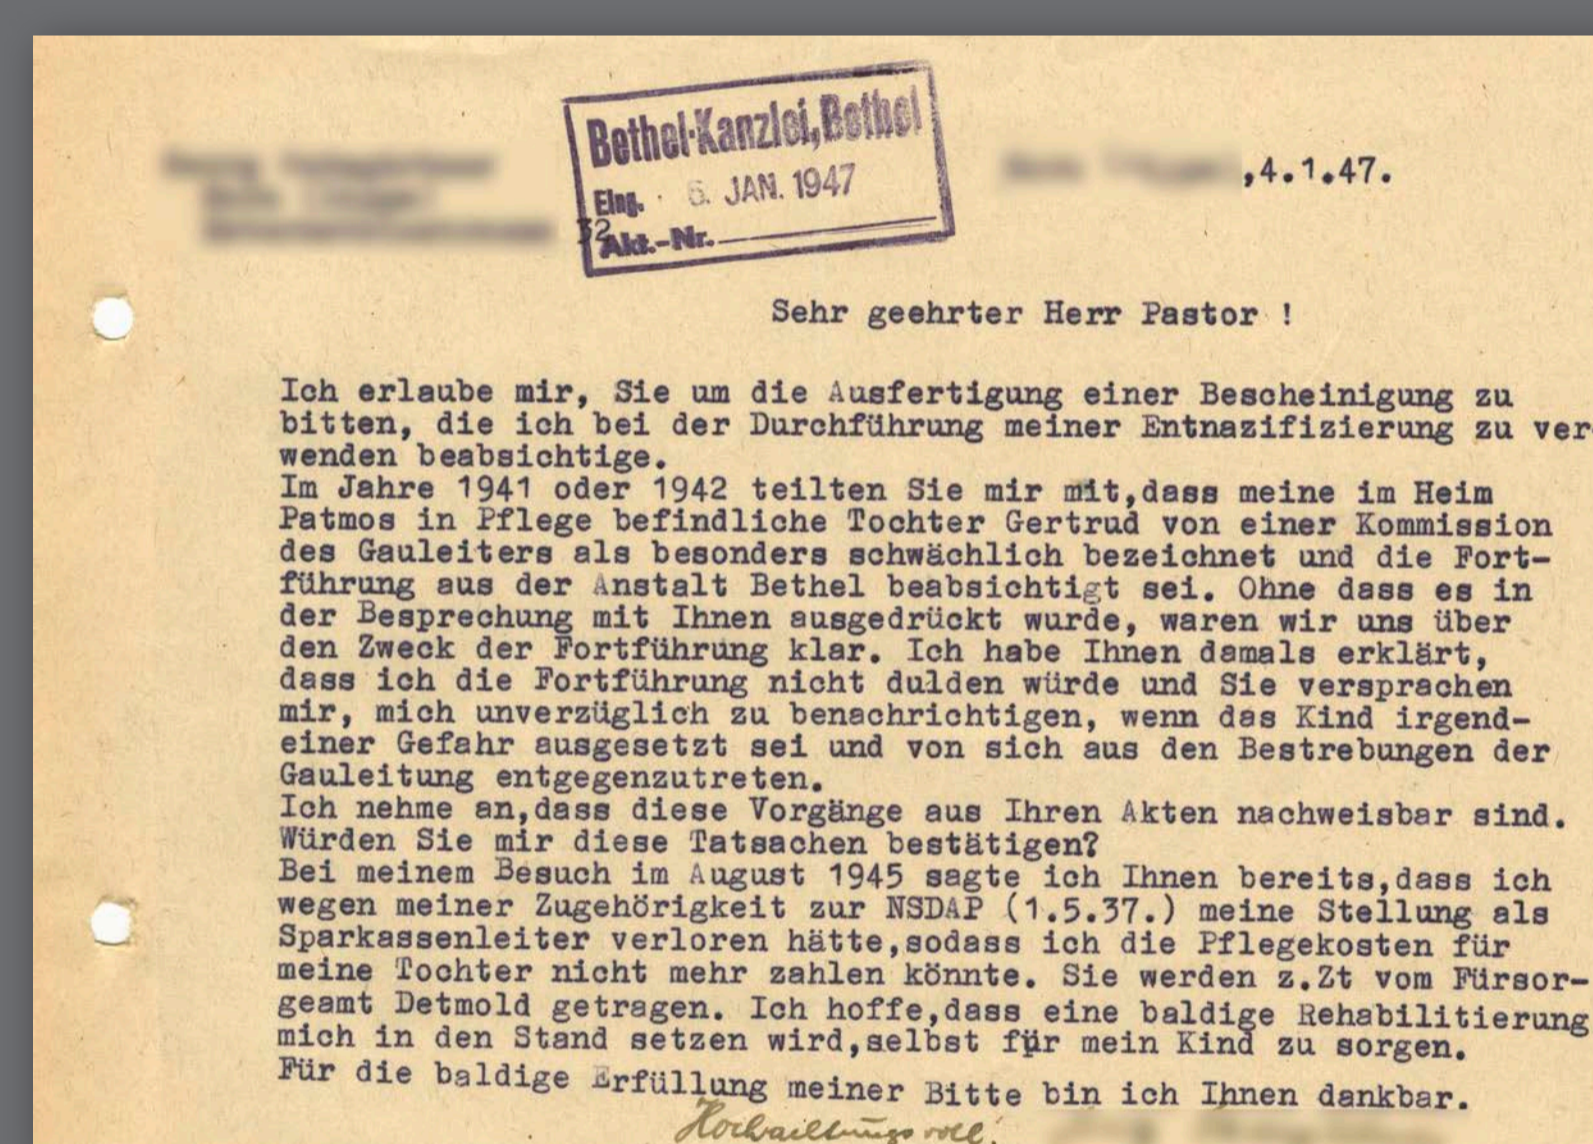 Bethel-Kanzlei, Bethel
Eing. 6. JAN. 1947
32
Akt.-Nr.
,4.1.47.
Sehr geehrter Herr Pastor !
Ich erlaube mir, Sie um die Ausfertigung einer Bescheinigung zu
bitten, die ich bei der Durchführung meiner Entnazifizierung zu ver-
wenden beabsichtige.
Im Jahre 1941 oder 1942 teilten Sie mir mit,dass meine im Heim
Patmos in Pflege befindliche Tochter Gertrud von einer Kommission
des Gauleiters als besonders schwächlich bezeichnet und die Fort-
führung aus der Anstalt Bethel beabsichtigt sei. Ohne dass es in
der Besprechung mit Ihnen ausgedrückt wurde, waren wir uns über
den Zweck der Fortführung klar. Ich habe Ihnen damals erklärt,
dass ich die Fortführung nicht dulden würde und Sie versprachen
mir, mich unverzüglich zu benachrichtigen, wenn das Kind irgend-
einer Gefahr ausgesetzt sei und von sich aus den Bestrebungen der
Gauleitung entgegenzutreten.
Ich nehme an,dass diese Vorgänge aus Ihren Akten nachweisbar sind.
Würden Sie mir diese Tatsachen bestätigen?
Bei meinem Besuch im August 1945 sagte ich Ihnen bereits,dass ich
wegen meiner Zugehörigkeit zur NSDAP (1.5.37.) meine Stellung als
Sparkassenleiter verloren hätte,sodass ich die Pflegekosten für
meine Tochter nicht mehr zahlen könnte. Sie werden z.Zt vom Fürsor-
geamt Detmold getragen. Ich hoffe,dass eine baldige Rehabilitierung
mich in den Stand setzen wird,selbst für mein Kind zu sorgen.
Für die baldige Erfüllung meiner Bitte bin ich Ihnen dankbar.
Hochachtungsvoll!